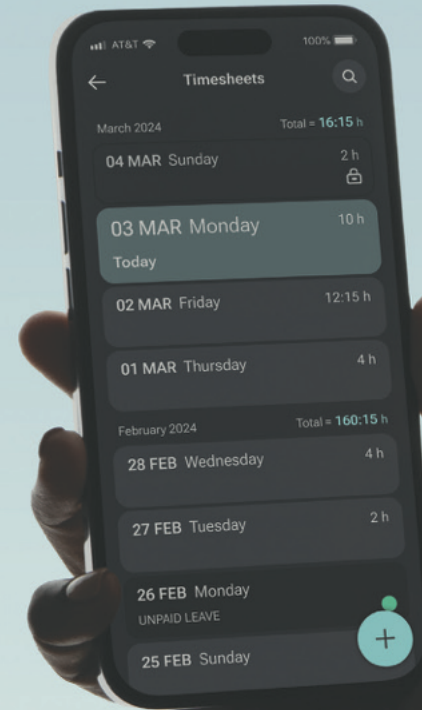 AT&T 100%
Timesheets
March 2024 Total = 16:15 h
04 MAR Sunday 2 h
03 MAR Monday 10 h
Today
02 MAR Friday 12:15 h
01 MAR Thursday 4 h
February 2024 Total = 160:15 h
28 FEB Wednesday 4 h
27 FEB Tuesday 2 h
26 FEB Monday
UNPAID LEAVE
25 FEB Sunday